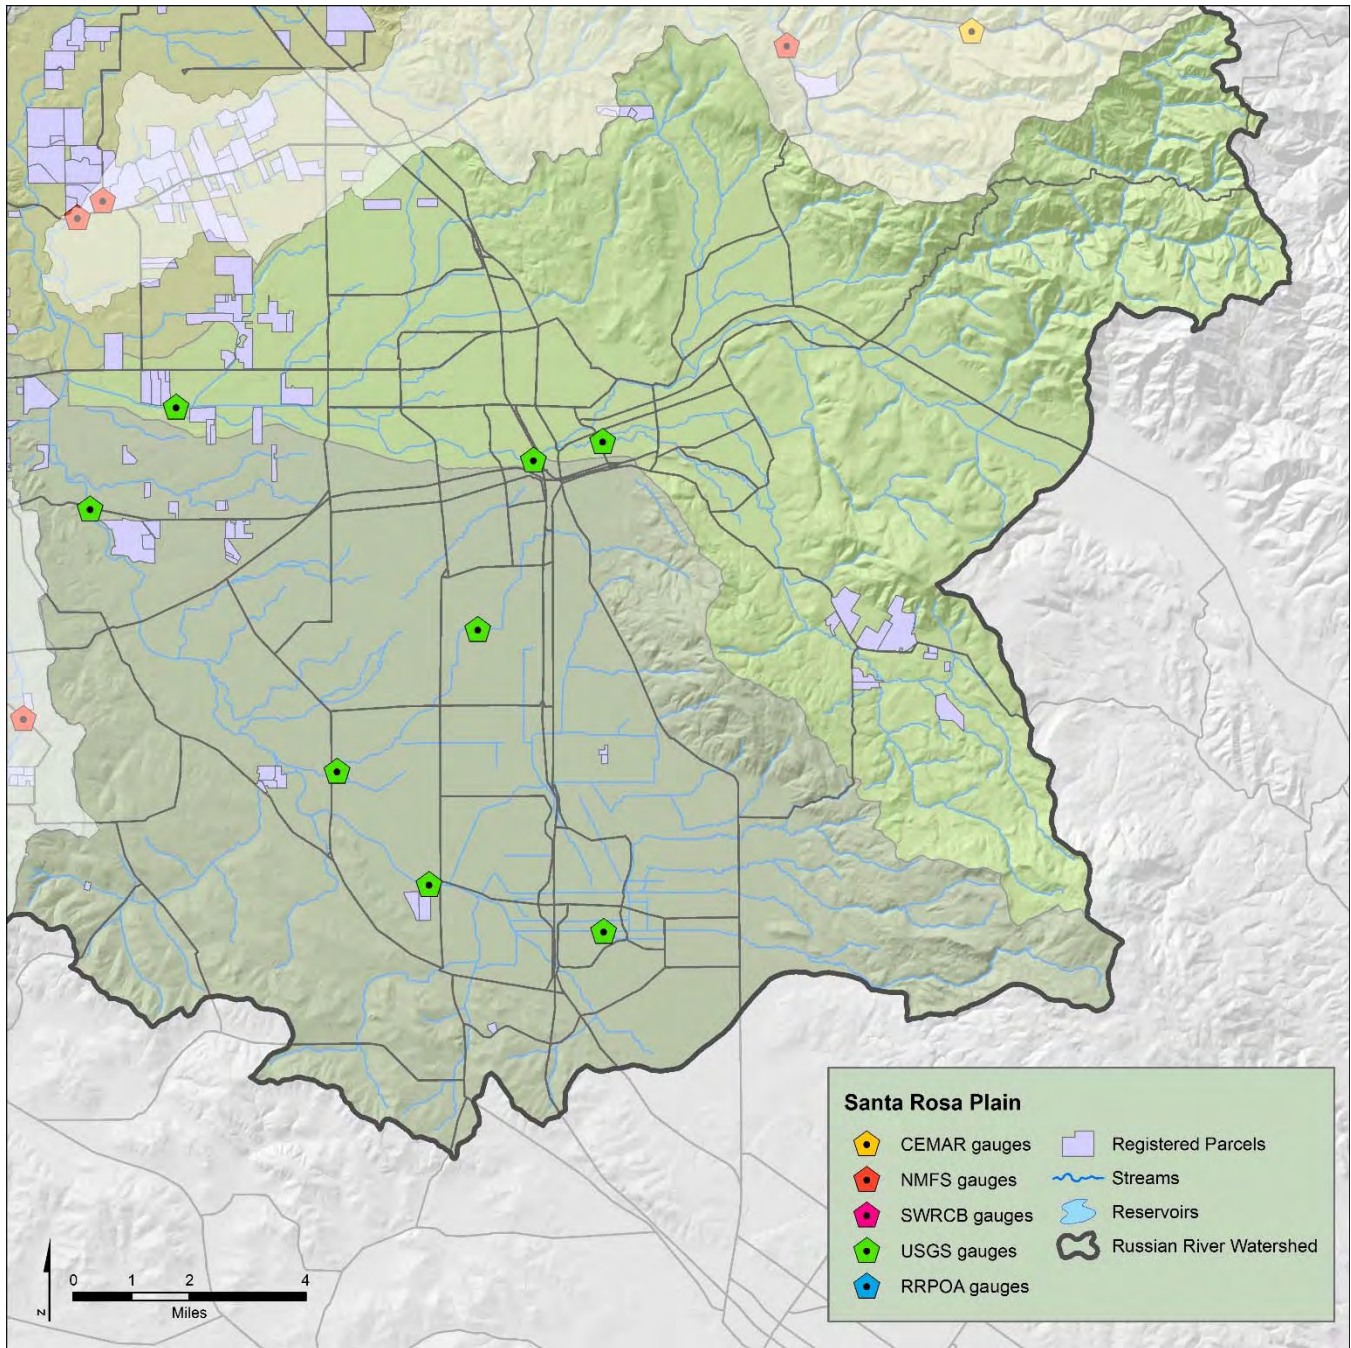 Santa Rosa Plain
CEMAR gauges
NMFS gauges
SWRCB gauges
USGS gauges
RRPOA gauges
Registered Parcels
Streams
Reservoirs
Russian River Watershed
0 1 2 4
Miles
N